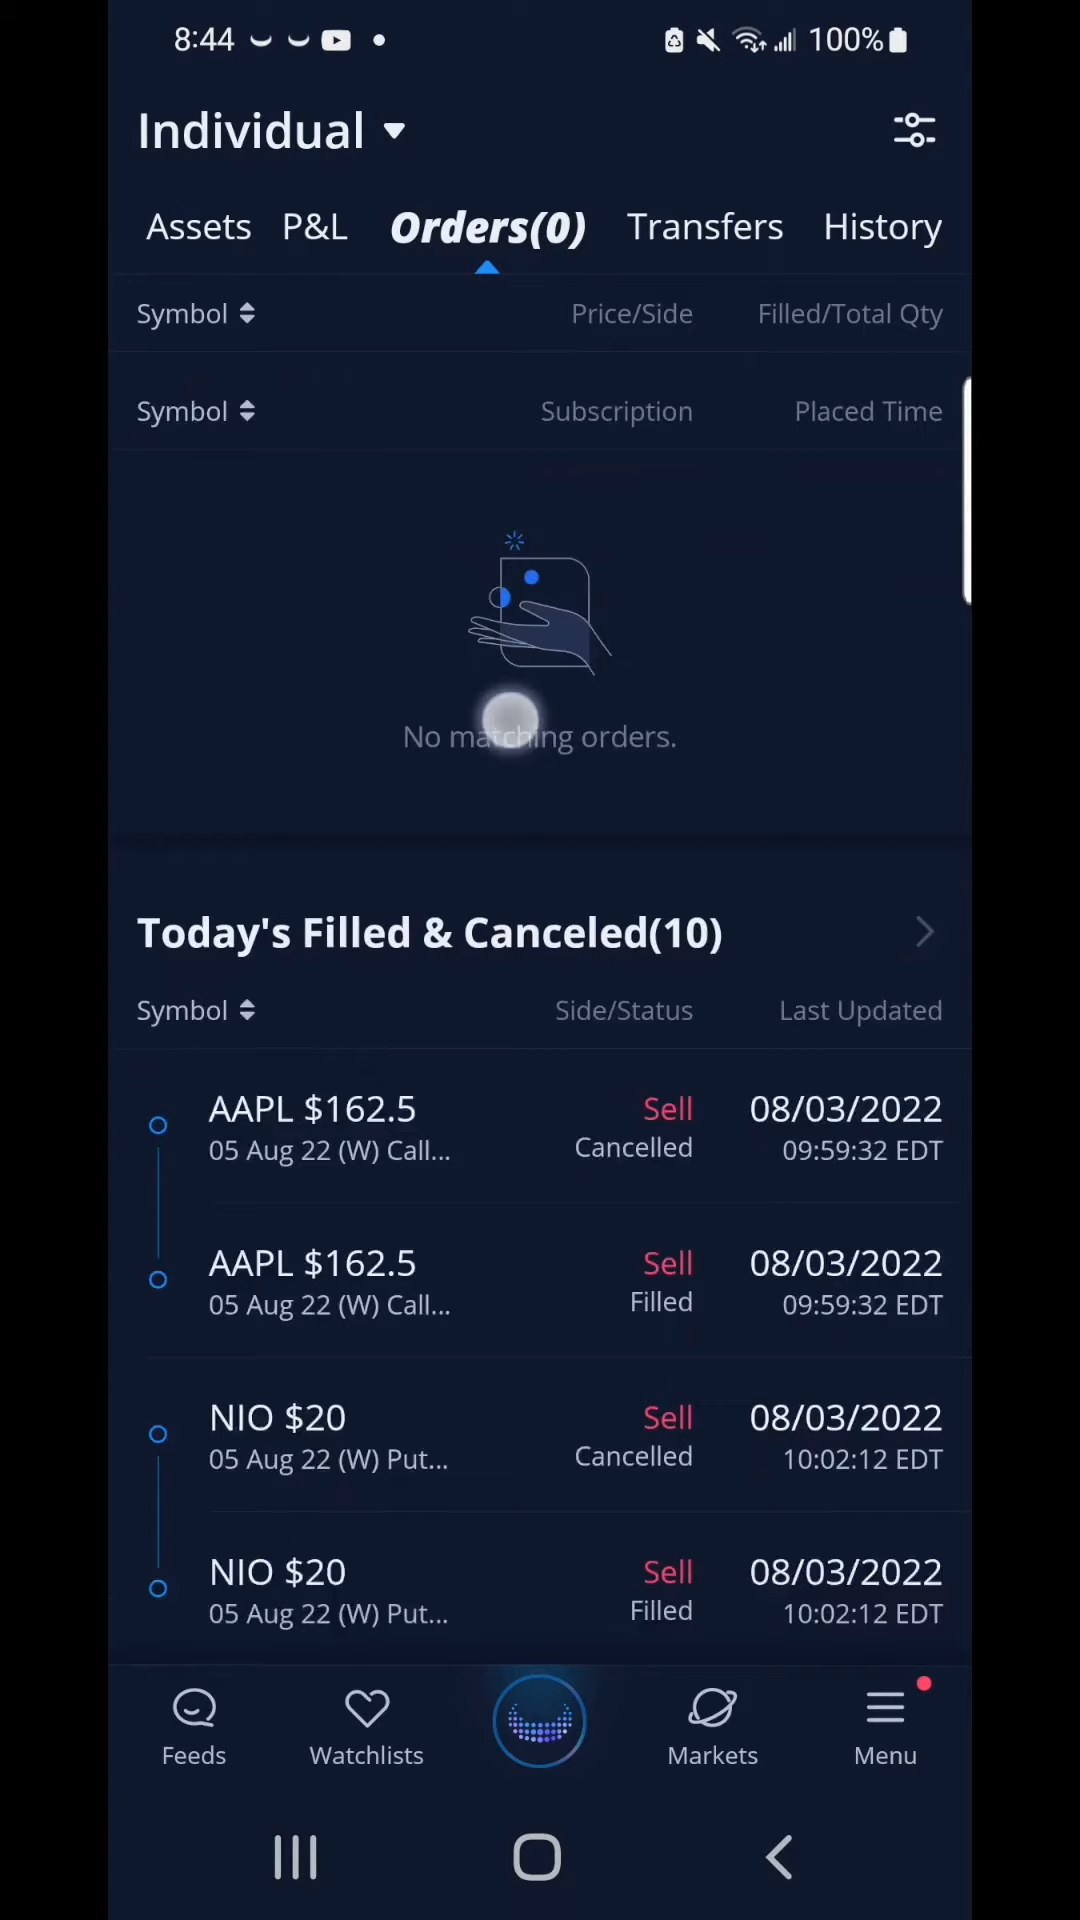 8:44 100%
Individual
Assets P&L Orders(0) Transfers History
Symbol Price/Side Filled/Total Qty
Symbol Subscription Placed Time
No matching orders.
Today's Filled & Canceled(10)
Symbol Side/Status Last Updated
AAPL $162.5 Sell 08/03/2022
05 Aug 22 (W) Call... Cancelled 09:59:32 EDT
AAPL $162.5 Sell 08/03/2022
05 Aug 22 (W) Call... Filled 09:59:32 EDT
NIO $20 Sell 08/03/2022
05 Aug 22 (W) Put... Cancelled 10:02:12 EDT
NIO $20 Sell 08/03/2022
05 Aug 22 (W) Put... Filled 10:02:12 EDT
Feeds Watchlists Markets Menu